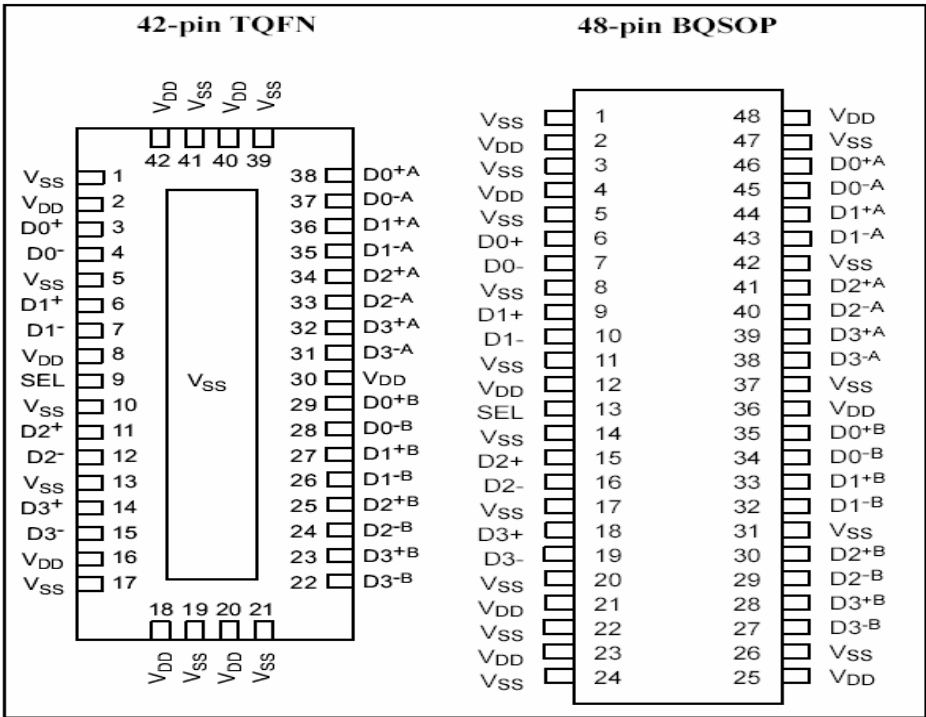 42-pin TQFN
VDD VSS VDD VSS
42 41 40 39
VSS 1
VDD 2
D0+ 3
D0- 4
VSS 5
D1+ 6
D1- 7
VDD 8
SEL 9
VSS 10
D2+ 11
D2- 12
VSS 13
D3+ 14
D3- 15
VDD 16
VSS 17
VSS
38 D0+A
37 D0-A
36 D1+A
35 D1-A
34 D2+A
33 D2-A
32 D3+A
31 D3-A
30 VDD
29 D0+B
28 D0-B
27 D1+B
26 D1-B
25 D2+B
24 D2-B
23 D3+B
22 D3-B
18 19 20 21
VDD VSS VDD VSS
48-pin BQSOP
VSS 1 48 VDD
VDD 2 47 VSS
VSS 3 46 D0+A
VDD 4 45 D0-A
VSS 5 44 D1+A
D0+ 6 43 D1-A
D0- 7 42 VSS
VSS 8 41 D2+A
D1+ 9 40 D2-A
D1- 10 39 D3+A
VSS 11 38 D3-A
VDD 12 37 VSS
SEL 13 36 VDD
VSS 14 35 D0+B
D2+ 15 34 D0-B
D2- 16 33 D1+B
VSS 17 32 D1-B
D3+ 18 31 VSS
D3- 19 30 D2+B
VSS 20 29 D2-B
VDD 21 28 D3+B
VSS 22 27 D3-B
VDD 23 26 VSS
VSS 24 25 VDD